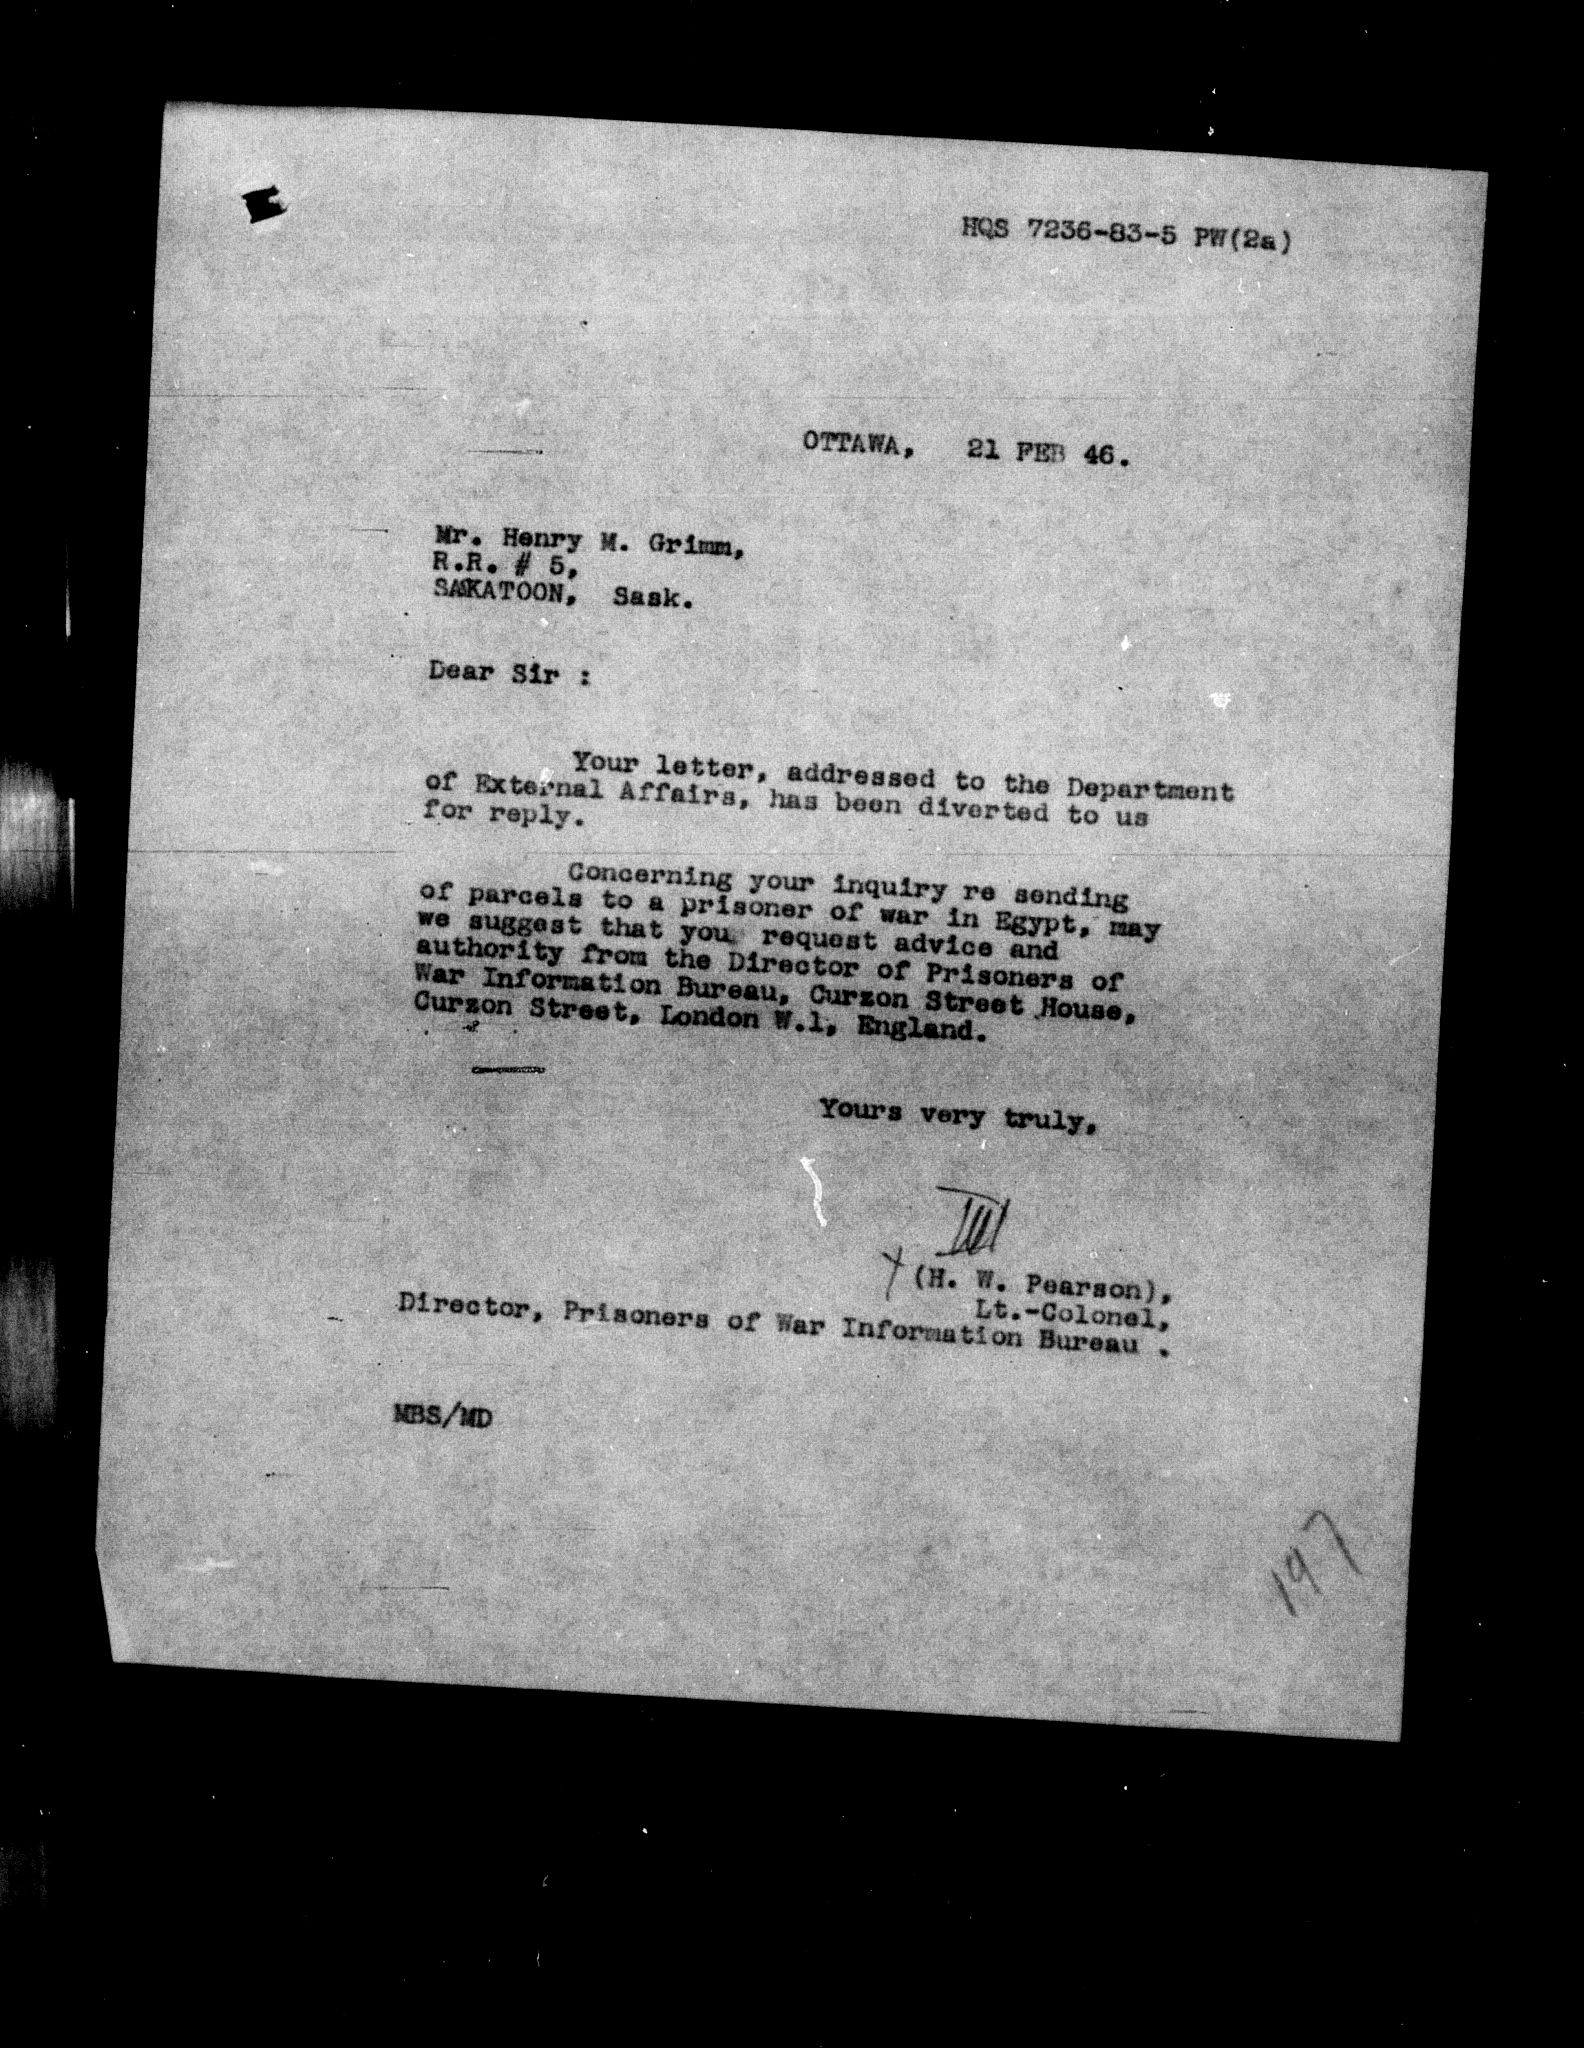 HQS 7236-83-5 PW(2a)
OTTAWA, 21 FEB 46.
Mr. Henry M. Grimm,
R.R. # 5,
SASKATOON, Sask.
Dear Sir :
Your letter, addressed to the Department
of External Affairs, has been diverted to us
for reply.
Concerning your inquiry re sending
of parcels to a prisoner of war in Egypt, may
we suggest that you request advice and
authority from the Director of Prisoners of
War Information Bureau, Curzon Street House,
Curzon Street, London W.1, England.
Yours very truly,
(H. W. Pearson),
Lt.-Colonel,
Director, Prisoners of War Information Bureau .
MBS/MD
197